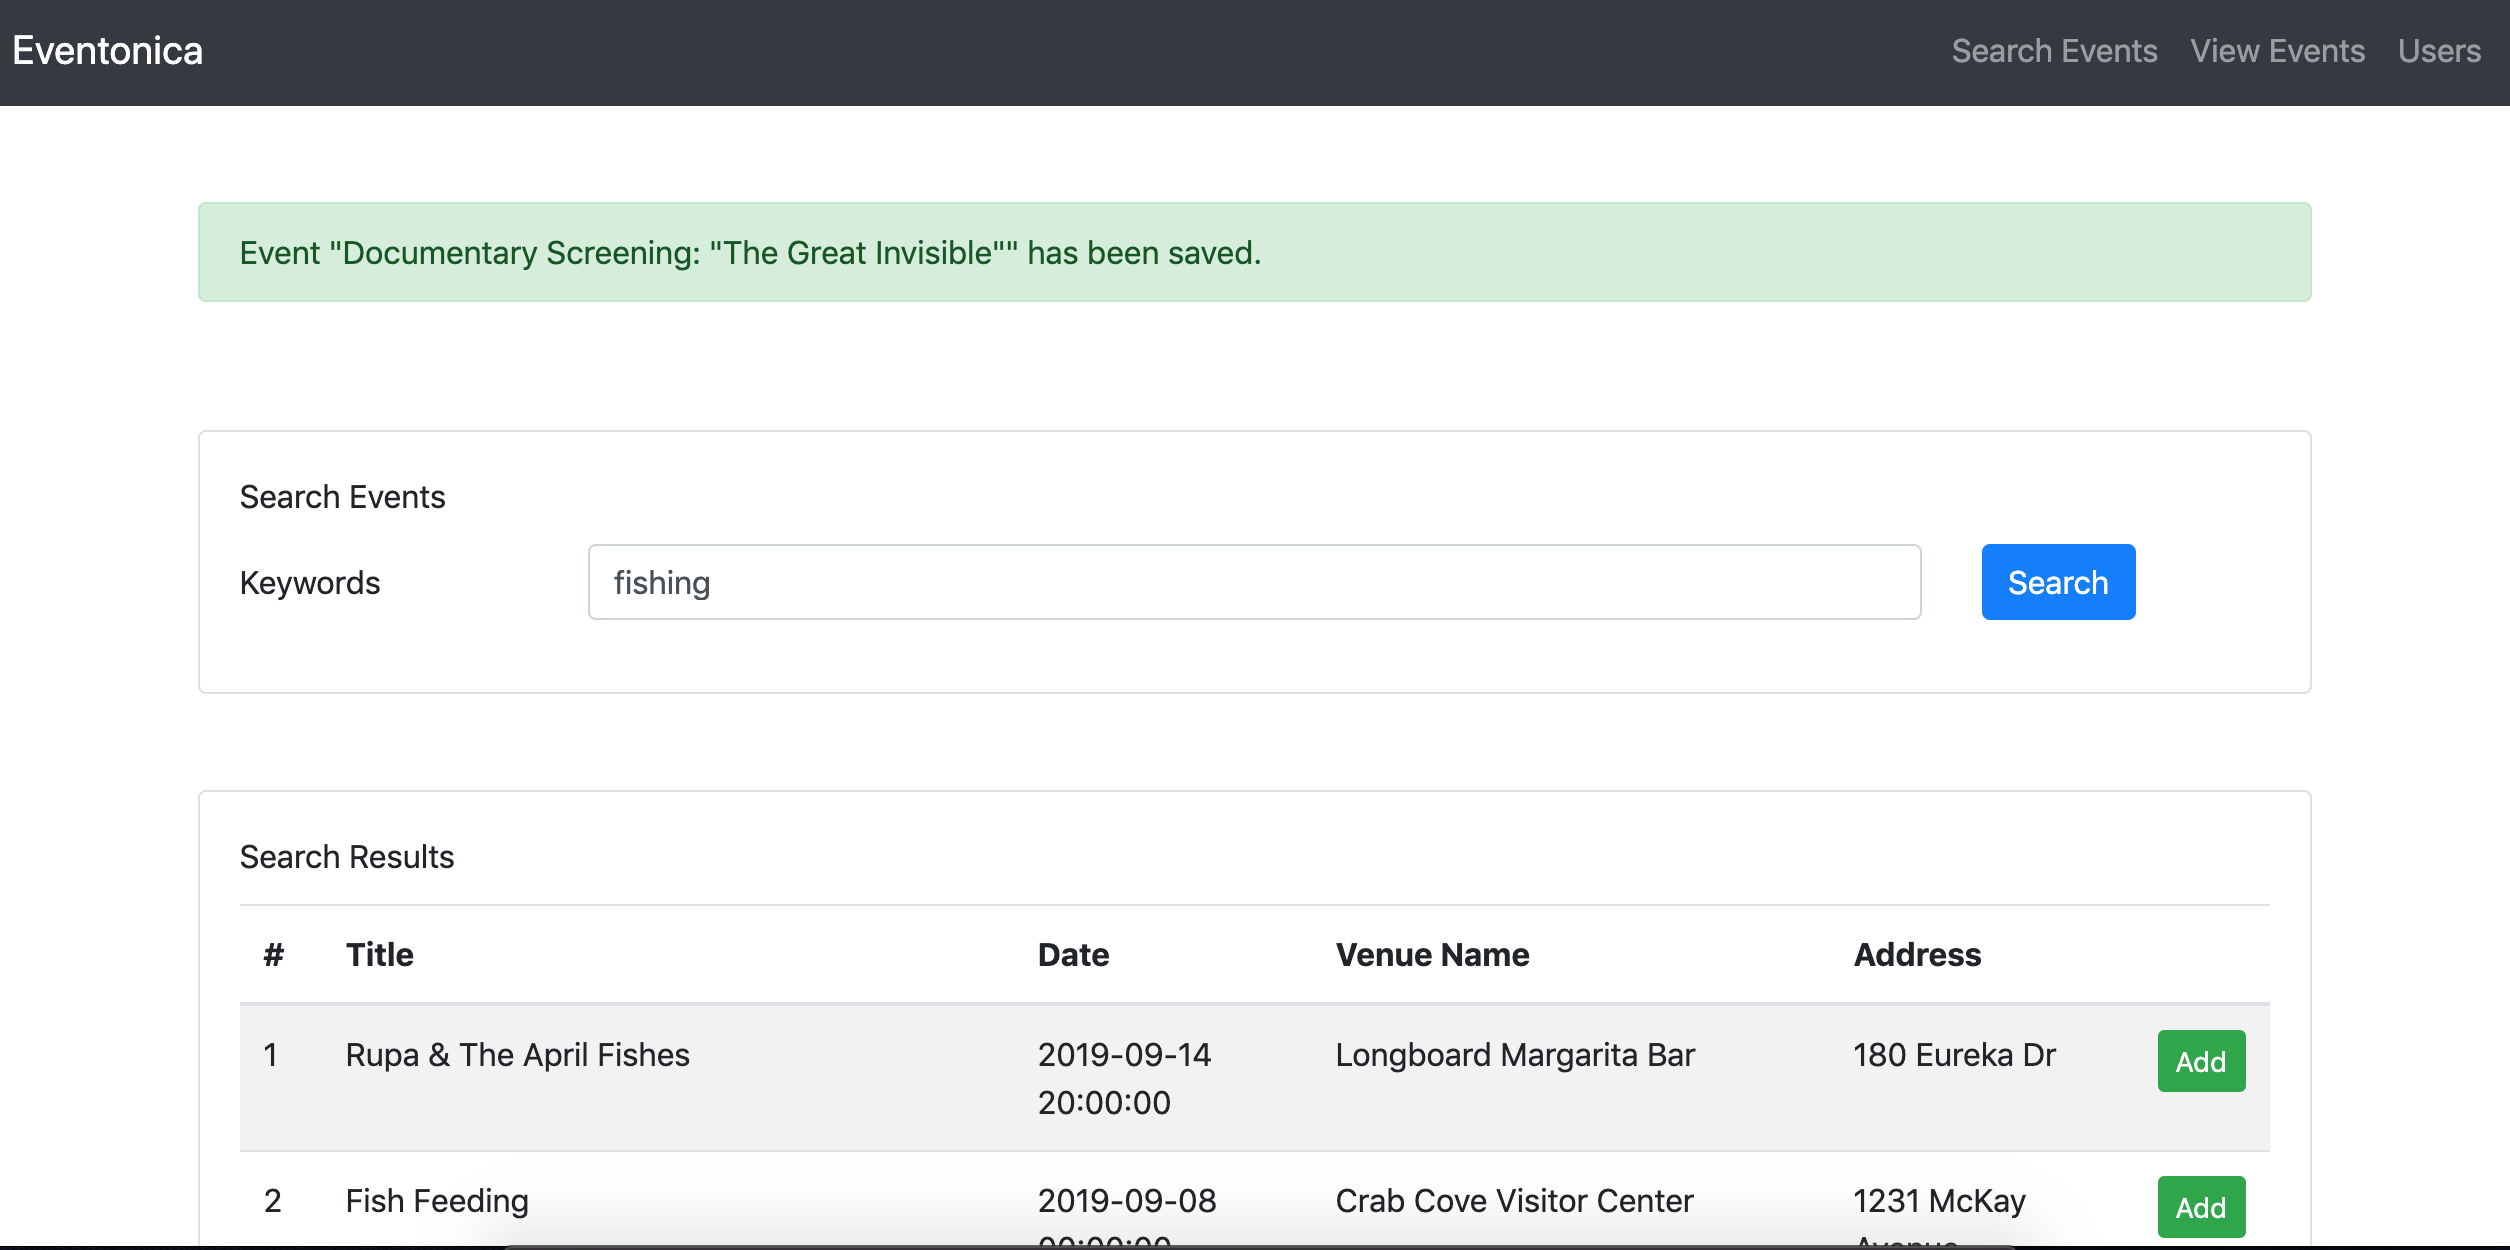 Eventonica Search Events View Events Users
Event "Documentary Screening: "The Great Invisible"" has been saved.
Search Events
Keywords fishing Search
Search Results
# Title Date Venue Name Address
1 Rupa & The April Fishes 2019-09-14 Longboard Margarita Bar 180 Eureka Dr Add
20:00:00
2 Fish Feeding 2019-09-08 Crab Cove Visitor Center 1231 McKay Add